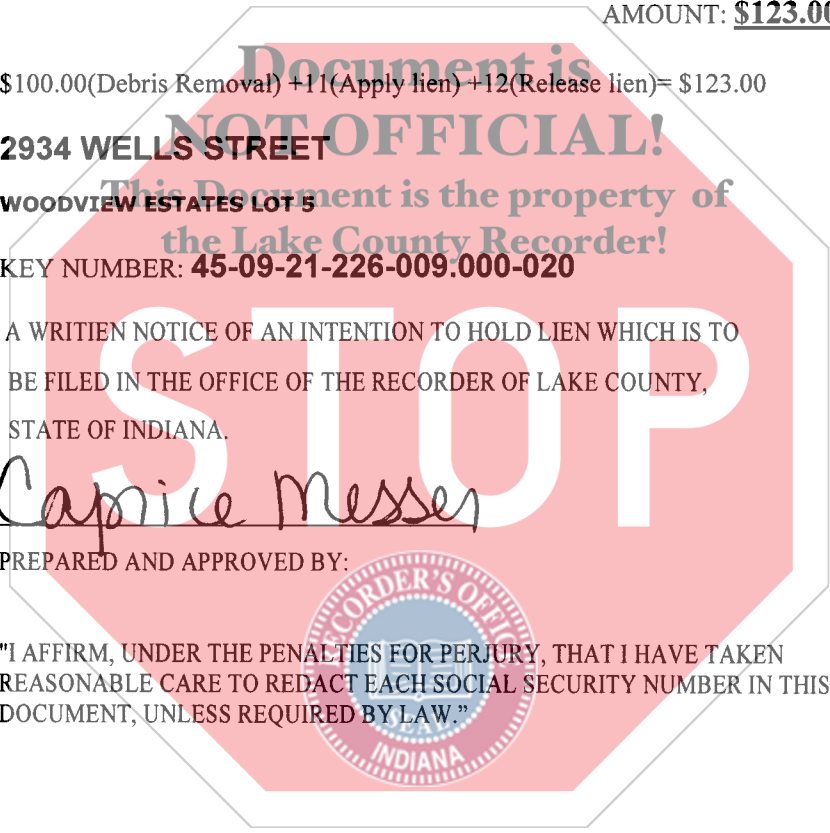 AMOUNT: $123.00
Document is
$100.00(Debris Removal) +11(Apply lien) +12(Release lien)= $123.00
NOT OFFICIAL!
2934 WELLS STREET
This Document is the property of
WOODVIEW ESTATES LOT 5
the Lake County Recorder!
KEY NUMBER: 45-09-21-226-009.000-020
STOP
A WRITIEN NOTICE OF AN INTENTION TO HOLD LIEN WHICH IS TO
BE FILED IN THE OFFICE OF THE RECORDER OF LAKE COUNTY,
STATE OF INDIANA.
Caprice Messer
PREPARED AND APPROVED BY:
RECORDER'S OFFICE
"I AFFIRM, UNDER THE PENALTIES FOR PERJURY, THAT I HAVE TAKEN
REASONABLE CARE TO REDACT EACH SOCIAL SECURITY NUMBER IN THIS
DOCUMENT, UNLESS REQUIRED BY LAW.”
SEAL
INDIANA